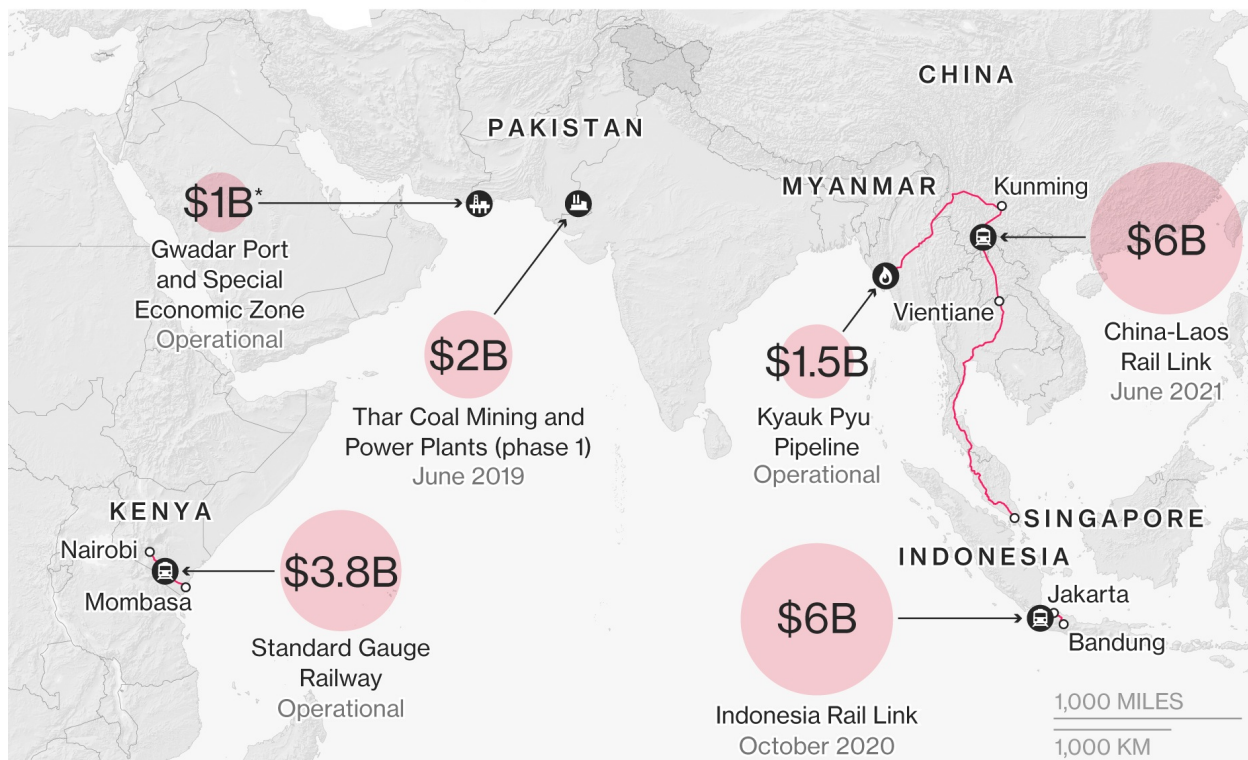 CHINA
PAKISTAN
MYANMAR
Kunming
$1B*
Gwadar Port
and Special
Economic Zone
Operational
$6B
China-Laos
Rail Link
June 2021
Vientiane
$2B
Thar Coal Mining and
Power Plants (phase 1)
June 2019
$1.5B
Kyauk Pyu
Pipeline
Operational
KENYA
Nairobi
Mombasa
$3.8B
Standard Gauge
Railway
Operational
SINGAPORE
INDONESIA
Jakarta
Bandung
$6B
Indonesia Rail Link
October 2020
1,000 MILES
1,000 KM